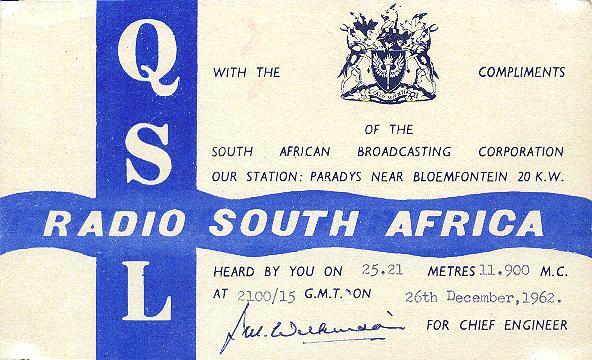 QSL
WITH THE COMPLIMENTS
OF THE
SOUTH AFRICAN BROADCASTING CORPORATION
OUR STATION: PARADYS NEAR BLOEMFONTEIN 20 K.W.
RADIO SOUTH AFRICA
HEARD BY YOU ON 25.21 METRES 11.900 M.C.
AT 2100/15 G.M.T. ON 26th December,1962.
FOR CHIEF ENGINEER